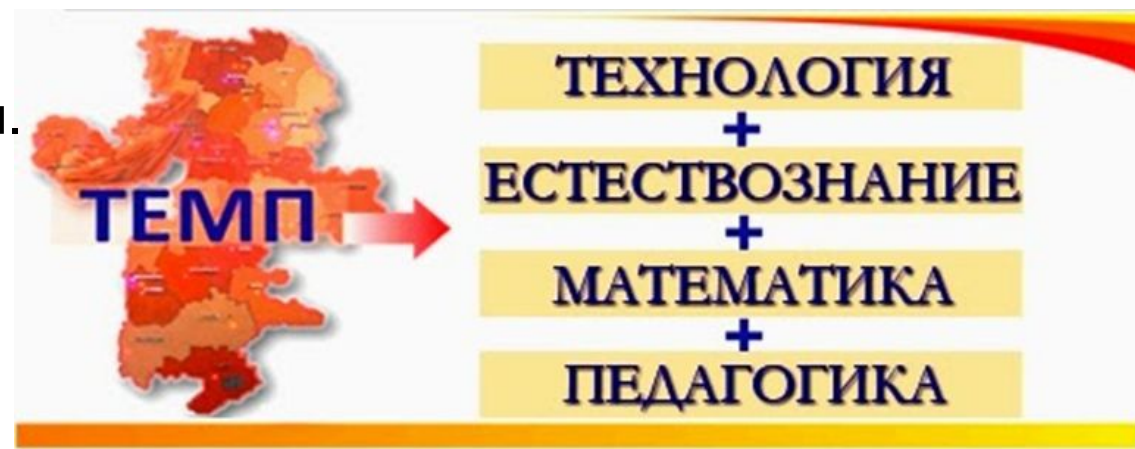 ТЕМП
ТЕХНОЛОГИЯ
+
ЕСТЕСТВОЗНАНИЕ
+
МАТЕМАТИКА
+
ПЕДАГОГИКА